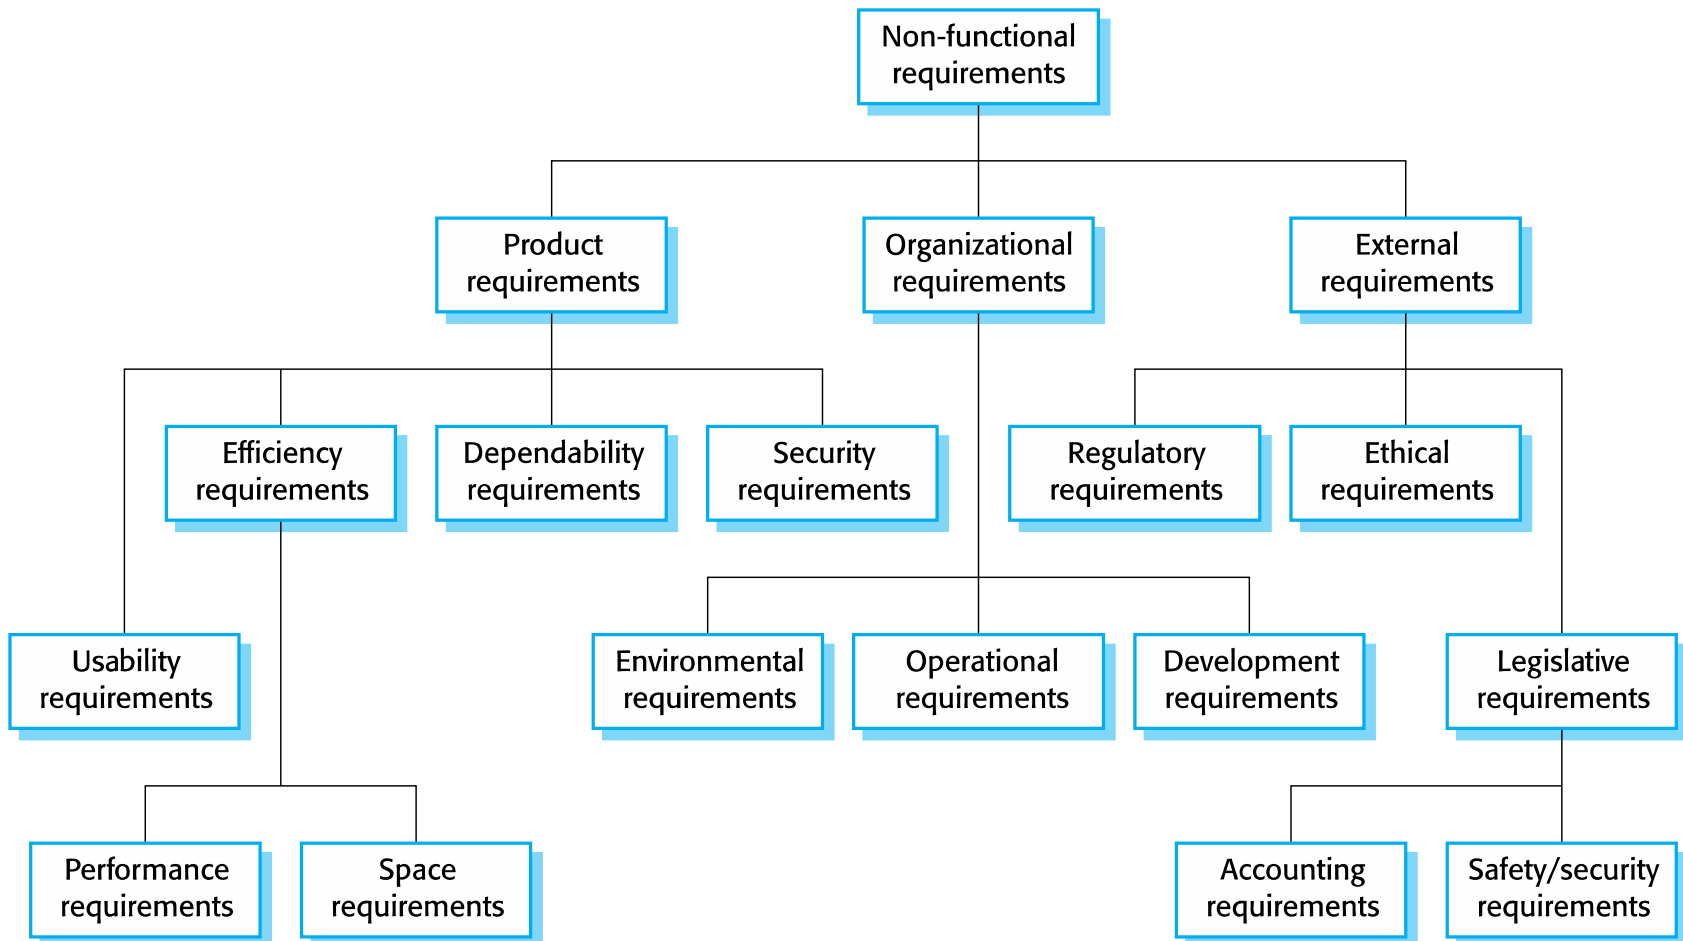 Non-functional
requirements
Product
requirements
Organizational
requirements
External
requirements
Efficiency
requirements
Dependability
requirements
Security
requirements
Regulatory
requirements
Ethical
requirements
Usability
requirements
Environmental
requirements
Operational
requirements
Development
requirements
Legislative
requirements
Performance
requirements
Space
requirements
Accounting
requirements
Safety/security
requirements